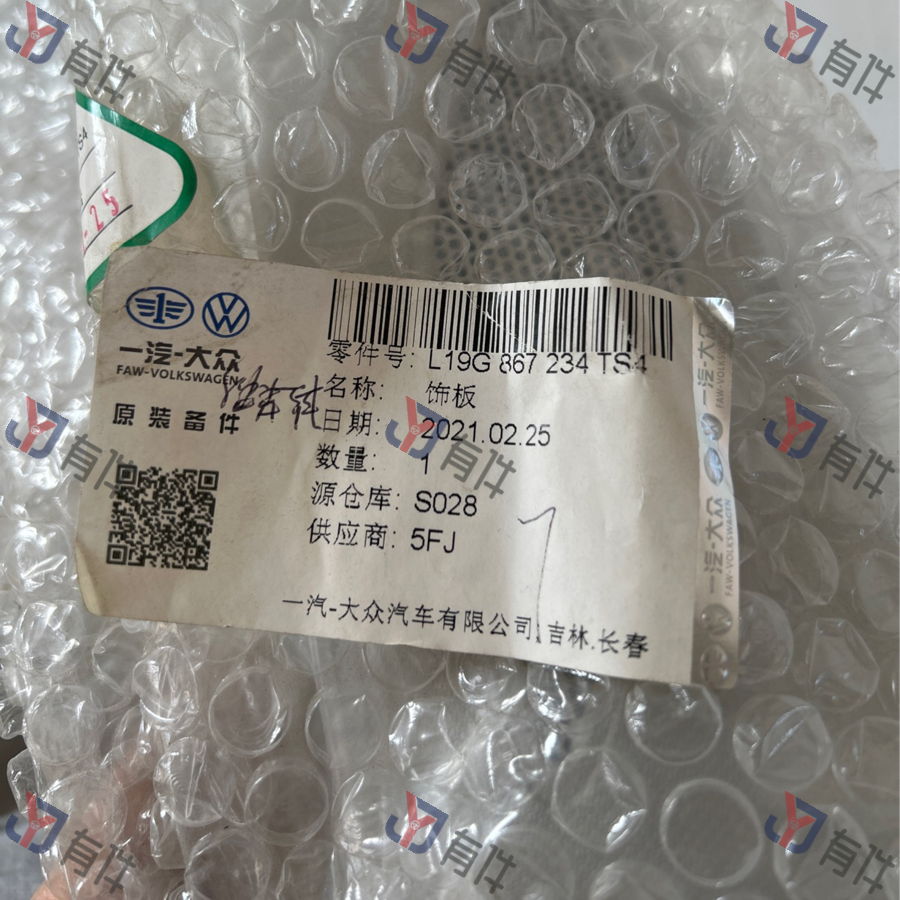 S4
-25
一汽-大众
FAW-VOLKSWAGEN
原装备件
零件号: L19G 867 234 TS4
名称: 饰板
日期: 2021.02.25
数量: 1
源仓库: S028
供应商: 5FJ
1
一汽-大众汽车有限公司.吉林.长春
一汽-大众
FAW-VOLKSWAGEN
一汽-大众
FAW-VOLK
有件
有件
有件
有件
有件
有件
有件
有件
有件